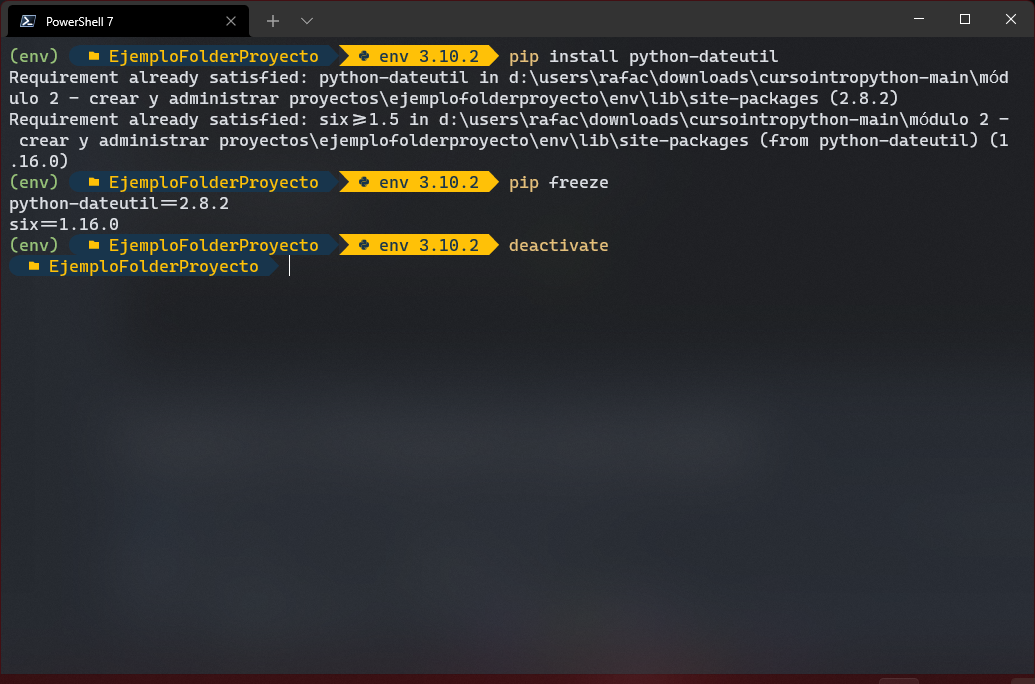 PowerShell 7
(env) EjemploFolderProyecto env 3.10.2 pip install python-dateutil
Requirement already satisfied: python-dateutil in d:\users\rafac\downloads\cursointropython-main\mód
ulo 2 - crear y administrar proyectos\ejemplofolderproyecto\env\lib\site-packages (2.8.2)
Requirement already satisfied: six>=1.5 in d:\users\rafac\downloads\cursointropython-main\módulo 2 -
 crear y administrar proyectos\ejemplofolderproyecto\env\lib\site-packages (from python-dateutil) (1
.16.0)
(env) EjemploFolderProyecto env 3.10.2 pip freeze
python-dateutil==2.8.2
six==1.16.0
(env) EjemploFolderProyecto env 3.10.2 deactivate
EjemploFolderProyecto